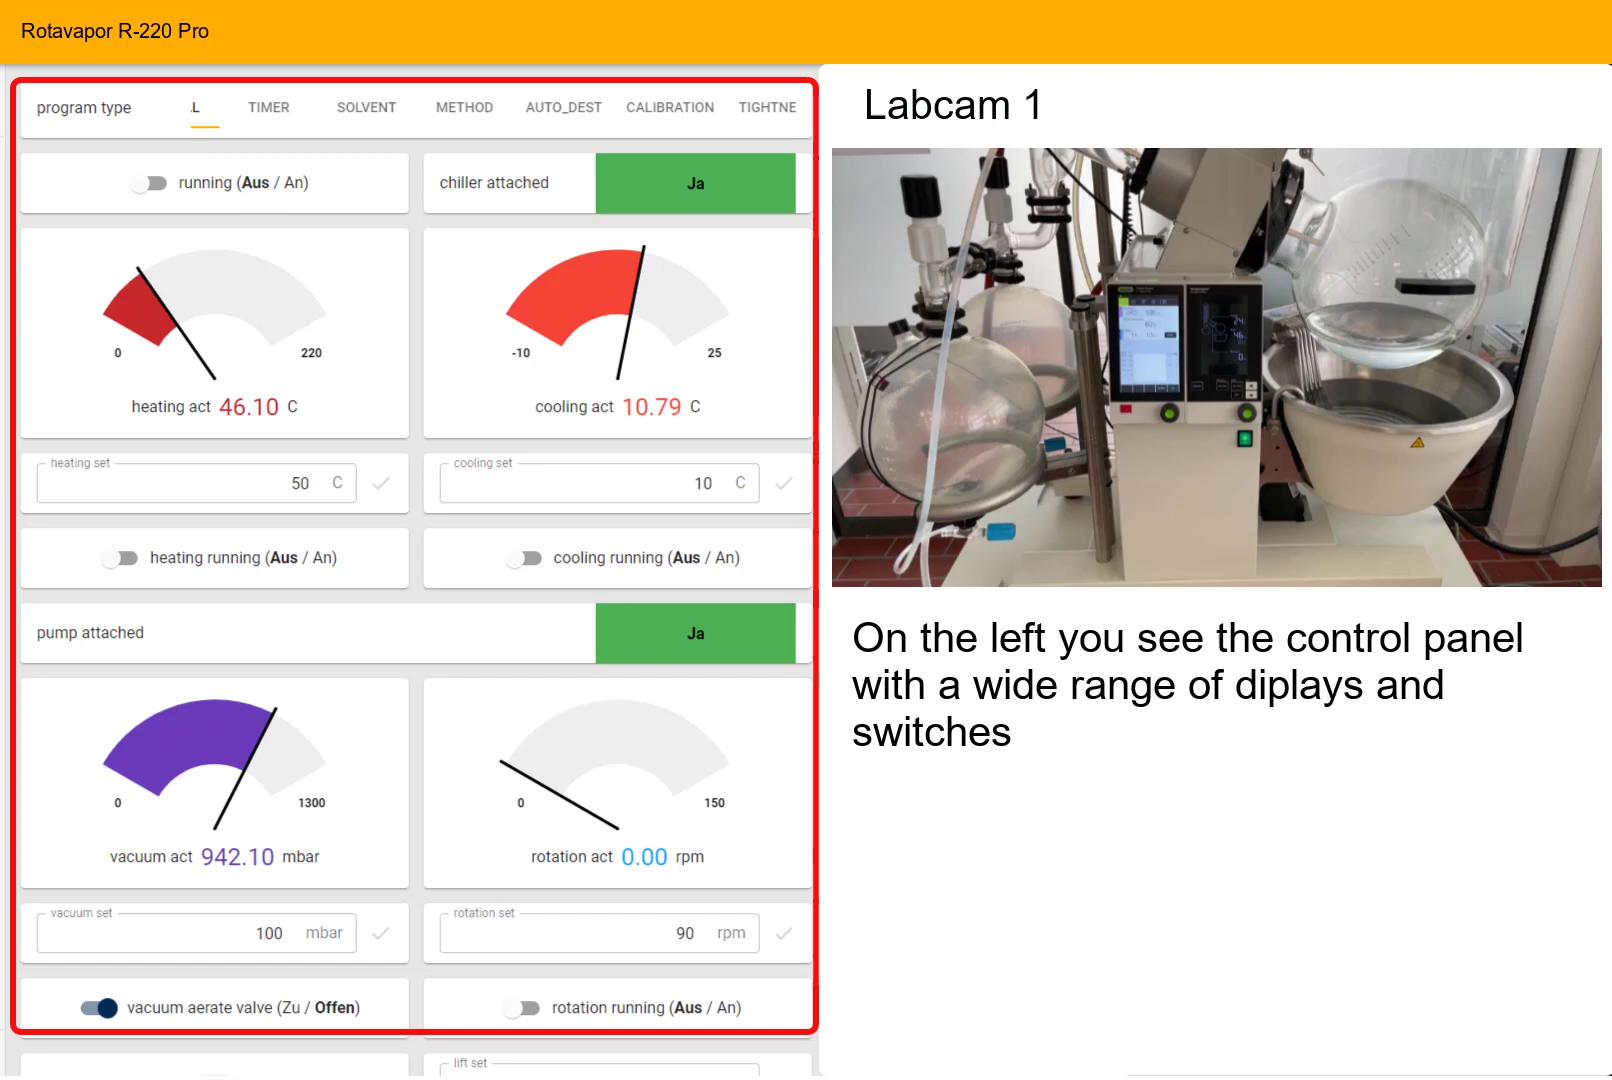 Rotavapor R-220 Pro
program type .L TIMER SOLVENT METHOD AUTO_DEST CALIBRATION TIGHTNE
running (Aus / An)
chiller attached Ja
0 220
heating act 46.10 C
-10 25
cooling act 10.79 C
heating set
50 C
cooling set
10 C
heating running (Aus / An)
cooling running (Aus / An)
pump attached Ja
0 1300
vacuum act 942.10 mbar
0 150
rotation act 0.00 rpm
vacuum set
100 mbar
rotation set
90 rpm
vacuum aerate valve (Zu / Offen)
rotation running (Aus / An)
lift set
Labcam 1
On the left you see the control panel
with a wide range of diplays and
switches